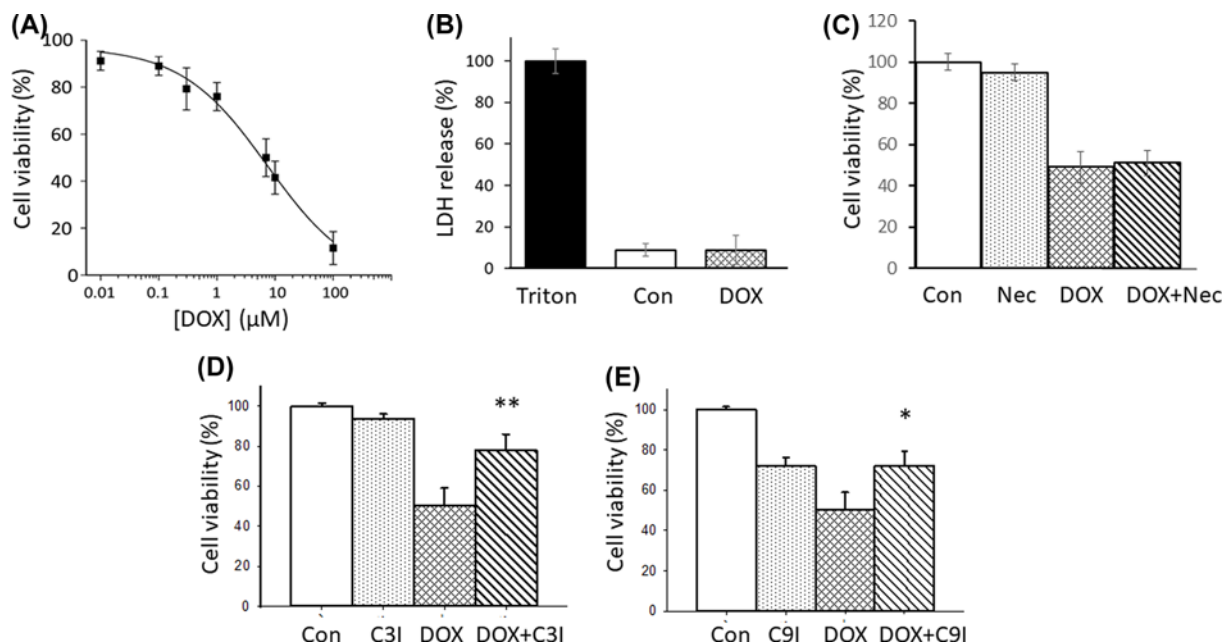 (A)
Cell viability (%)
100
80
60
40
20
0
0.01 0.1 1 10 100
[DOX] (µM)
(B)
LDH release (%)
100
80
60
40
20
0
Triton Con DOX
(C)
Cell viability (%)
120
100
80
60
40
20
0
Con Nec DOX DOX+Nec
(D)
Cell viability (%)
100
80
60
40
20
0
**
Con C3I DOX DOX+C3I
(E)
Cell viability (%)
100
80
60
40
20
0
*
Con C9I DOX DOX+C9I